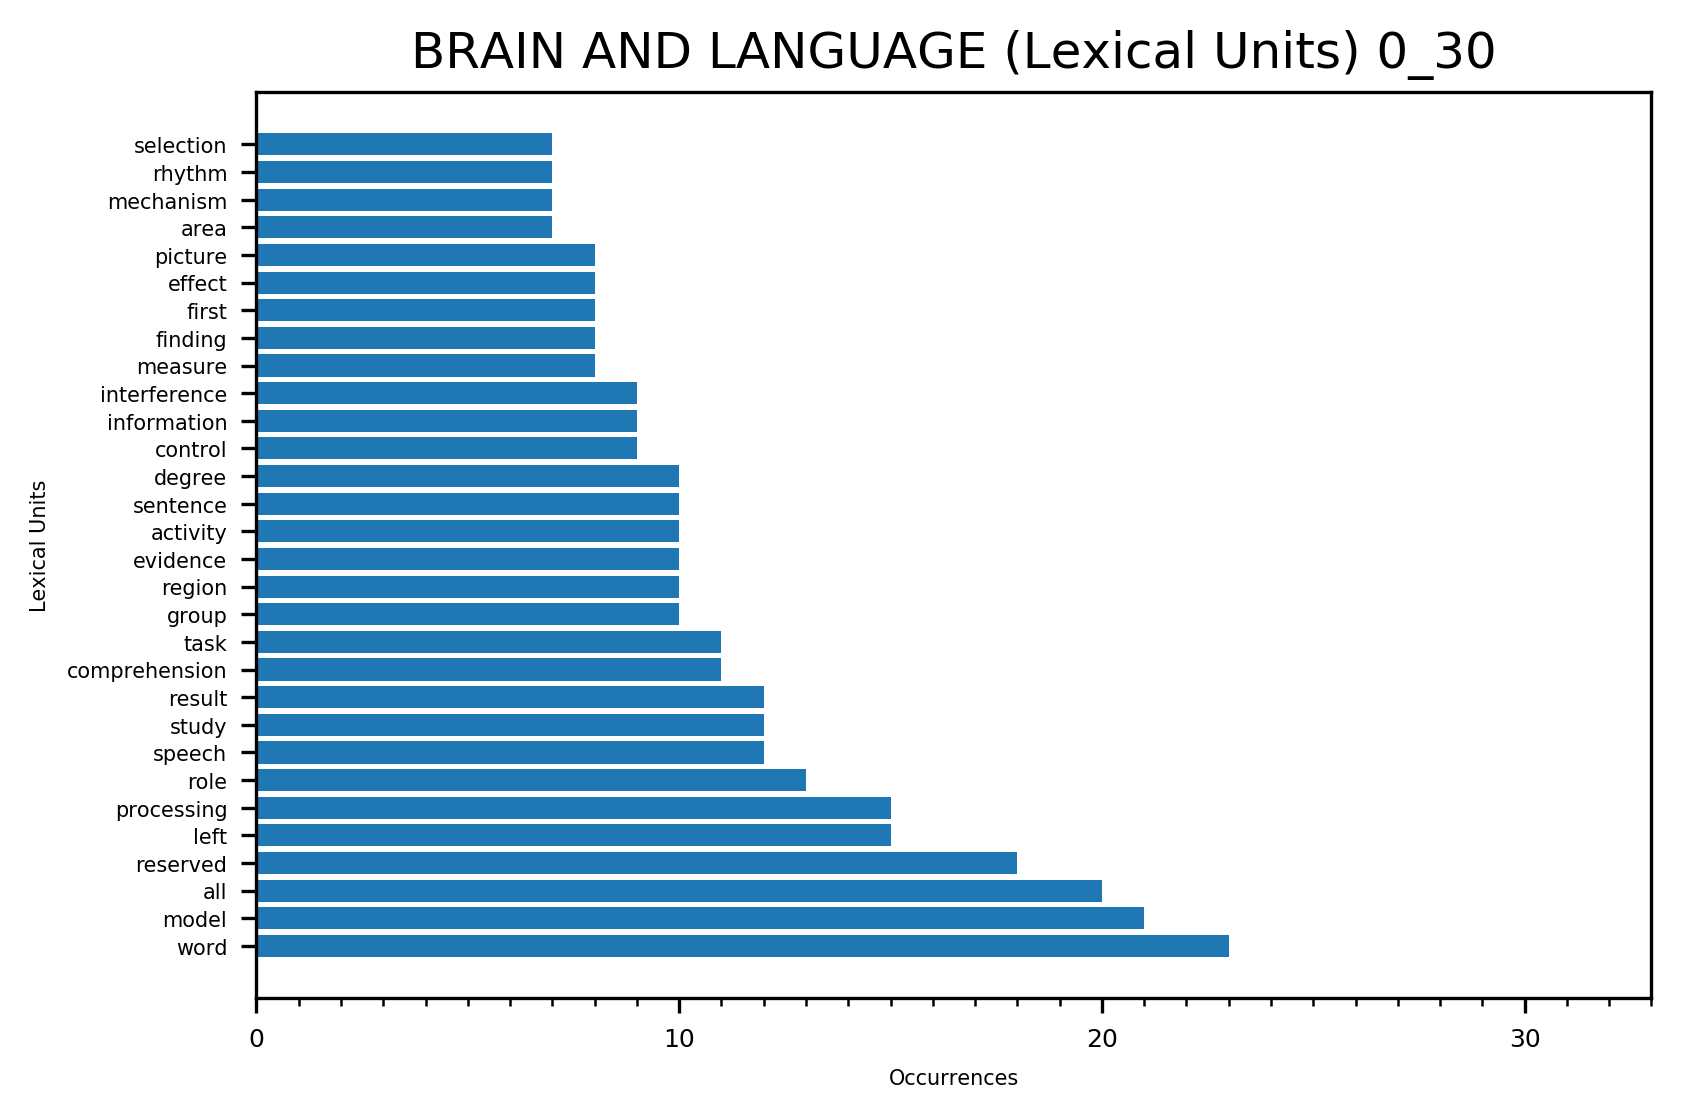 BRAIN AND LANGUAGE (Lexical Units) 0_30
selection
rhythm
mechanism
area
picture
effect
first
finding
measure
interference
information
control
degree
sentence
activity
evidence
region
group
task
comprehension
result
study
speech
role
processing
left
reserved
all
model
word
Lexical Units
0 10 20 30
Occurrences